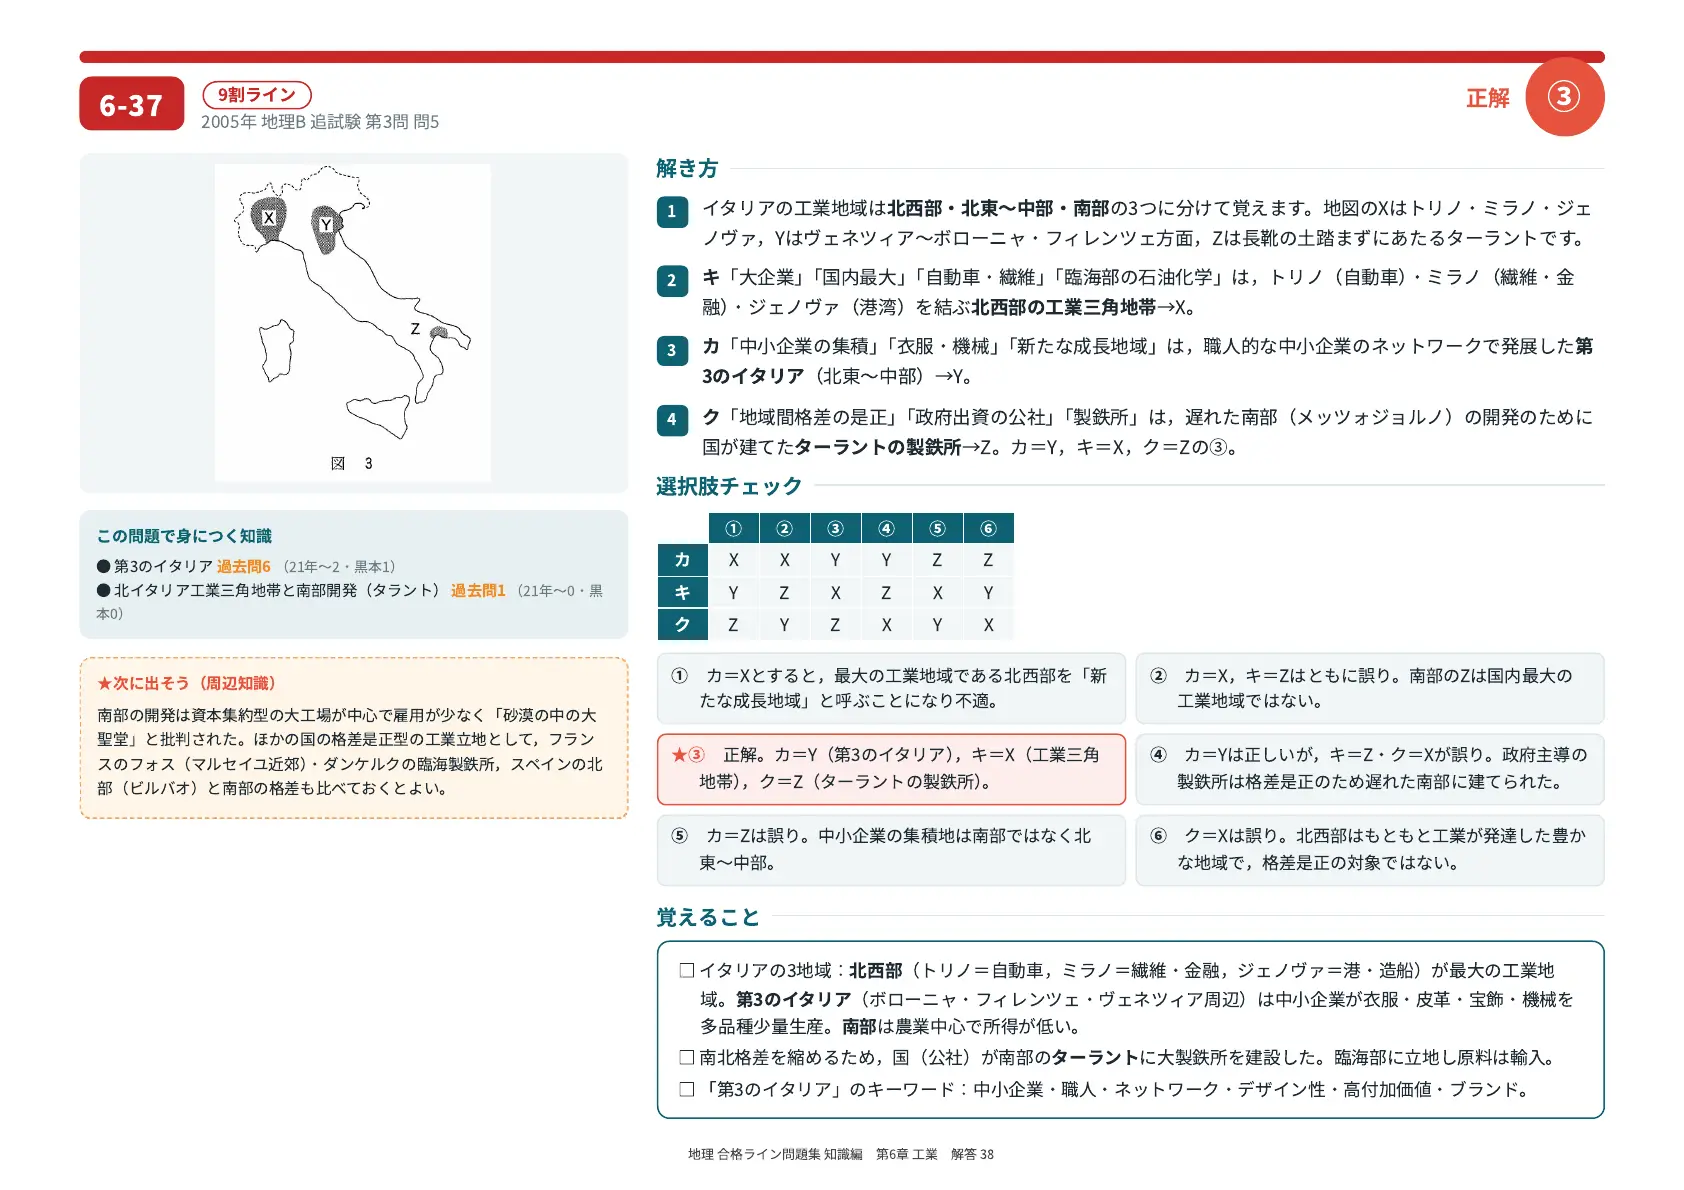 6-37
9割ライン
2005年 地理B 追試験 第3問 問5
正解 ③
X
Y
Z
図 3
この問題で身につく知識
● 第3のイタリア 過去問6 （21年〜2・黒本1）
● 北イタリア工業三角地帯と南部開発（タラント） 過去問1 （21年〜0・黒
本0）
★次に出そう（周辺知識）
南部の開発は資本集約型の大工場が中心で雇用が少なく「砂漠の中の大
聖堂」と批判された。ほかの国の格差是正型の工業立地として，フラン
スのフォス（マルセイユ近郊）・ダンケルクの臨海製鉄所，スペインの北
部（ビルバオ）と南部の格差も比べておくとよい。
解き方
1 イタリアの工業地域は北西部・北東〜中部・南部の3つに分けて覚えます。地図のXはトリノ・ミラノ・ジェ
ノヴァ，Yはヴェネツィア〜ボローニャ・フィレンツェ方面，Zは長靴の土踏まずにあたるターラントです。
2 キ「大企業」「国内最大」「自動車・繊維」「臨海部の石油化学」は，トリノ（自動車）・ミラノ（繊維・金
融）・ジェノヴァ（港湾）を結ぶ北西部の工業三角地帯→X。
3 カ「中小企業の集積」「衣服・機械」「新たな成長地域」は，職人的な中小企業のネットワークで発展した第
3のイタリア（北東〜中部）→Y。
4 ク「地域間格差の是正」「政府出資の公社」「製鉄所」は，遅れた南部（メッツォジョルノ）の開発のために
国が建てたターラントの製鉄所→Z。カ＝Y，キ＝X，ク＝Zの③。
選択肢チェック
① ② ③ ④ ⑤ ⑥
カ X X Y Y Z Z
キ Y Z X Z X Y
ク Z Y Z X Y X
① カ＝Xとすると，最大の工業地域である北西部を「新
たな成長地域」と呼ぶことになり不適。
② カ＝X，キ＝Zはともに誤り。南部のZは国内最大の
工業地域ではない。
★③ 正解。カ＝Y（第3のイタリア），キ＝X（工業三角
地帯），ク＝Z（ターラントの製鉄所）。
④ カ＝Yは正しいが，キ＝Z・ク＝Xが誤り。政府主導の
製鉄所は格差是正のため遅れた南部に建てられた。
⑤ カ＝Zは誤り。中小企業の集積地は南部ではなく北
東〜中部。
⑥ ク＝Xは誤り。北西部はもともと工業が発達した豊か
な地域で，格差是正の対象ではない。
覚えること
□ イタリアの3地域：北西部（トリノ＝自動車，ミラノ＝繊維・金融，ジェノヴァ＝港・造船）が最大の工業地
域。第3のイタリア（ボローニャ・フィレンツェ・ヴェネツィア周辺）は中小企業が衣服・皮革・宝飾・機械を
多品種少量生産。南部は農業中心で所得が低い。
□ 南北格差を縮めるため，国（公社）が南部のターラントに大製鉄所を建設した。臨海部に立地し原料は輸入。
□ 「第3のイタリア」のキーワード：中小企業・職人・ネットワーク・デザイン性・高付加価値・ブランド。
地理 合格ライン問題集 知識編 第6章 工業 解答 38